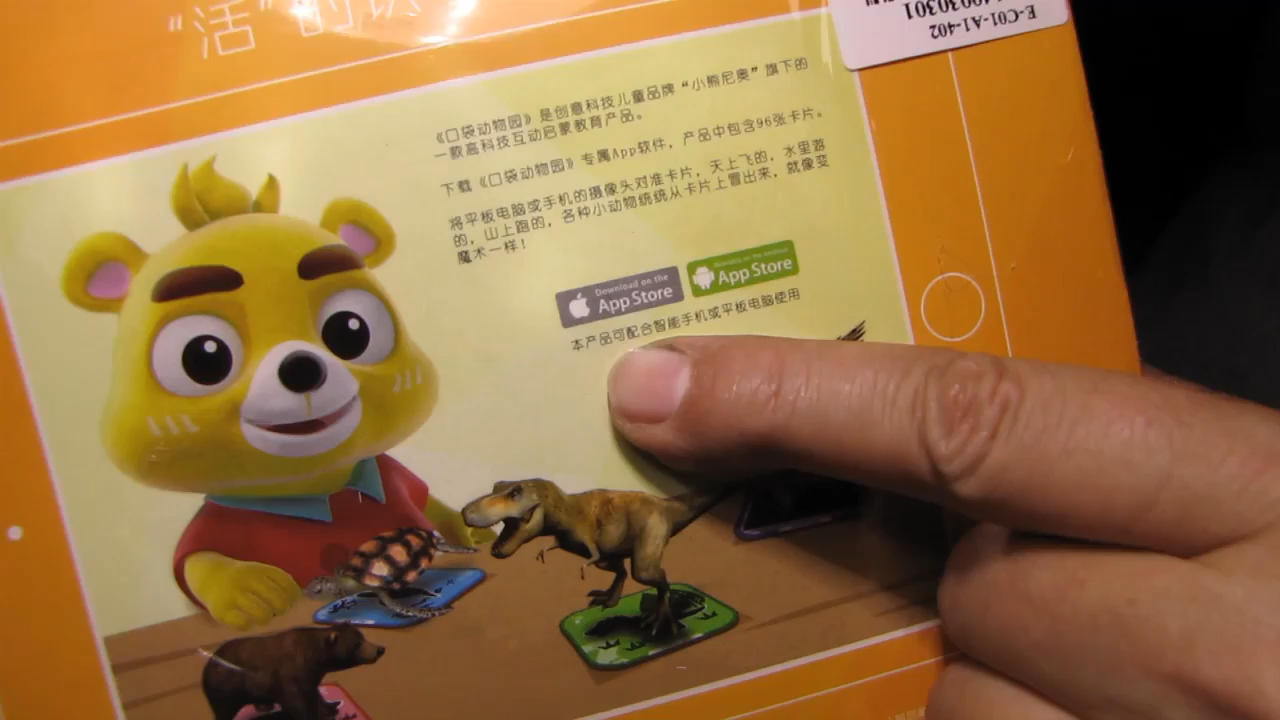 “活”的
《口袋动物园》是创意科技儿童品牌“小熊尼奥”旗下的
一款高科技互动启蒙教育产品。
下载《口袋动物园》专属App软件，产品中包含96张卡片。
将平板电脑或手机的摄像头对准卡片，天上飞的，水里游
的，山上跑的，各种小动物统统从卡片上冒出来，就像变
魔术一样！
Download on the
App Store
Available on the Android
App Store
本产品可配合智能手机或平板电脑使用
E-C01-A1-402